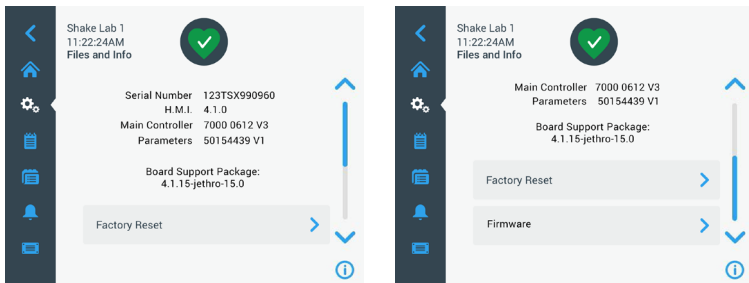 Shake Lab 1
11:22:24AM
Files and Info
Serial Number 123TSX990960
H.M.I. 4.1.0
Main Controller 7000 0612 V3
Parameters 50154439 V1
Board Support Package:
4.1.15-jethro-15.0
Factory Reset
Shake Lab 1
11:22:24AM
Files and Info
Main Controller 7000 0612 V3
Parameters 50154439 V1
Board Support Package:
4.1.15-jethro-15.0
Factory Reset
Firmware